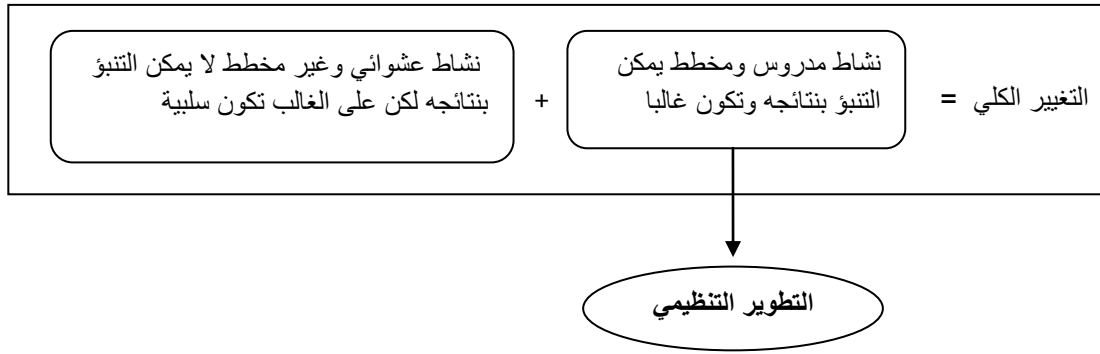 التغيير الكلي =
نشاط مدروس ومخطط يمكن
التنبؤ بنتائجه وتكون غالبا
+
نشاط عشوائي وغير مخطط لا يمكن التنبؤ
بنتائجه لكن على الغالب تكون سلبية
التطوير التنظيمي